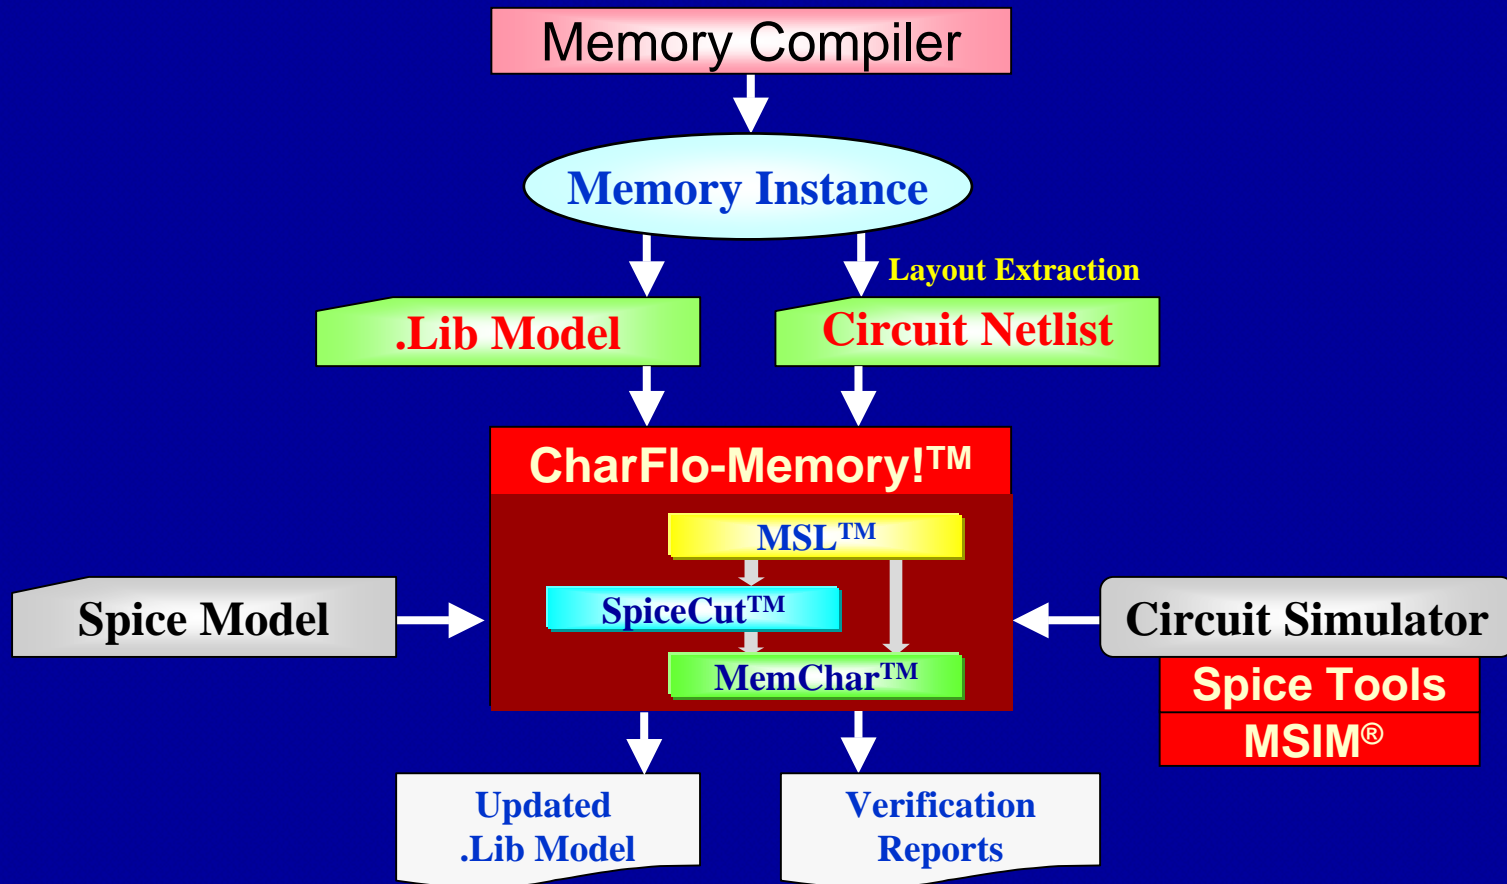 Memory Compiler
Memory Instance
Layout Extraction
.Lib Model
Circuit Netlist
CharFlo-Memory!™
MSL™
SpiceCut™
MemChar™
Spice Model
Circuit Simulator
Spice Tools
MSIM®
Updated
.Lib Model
Verification
Reports